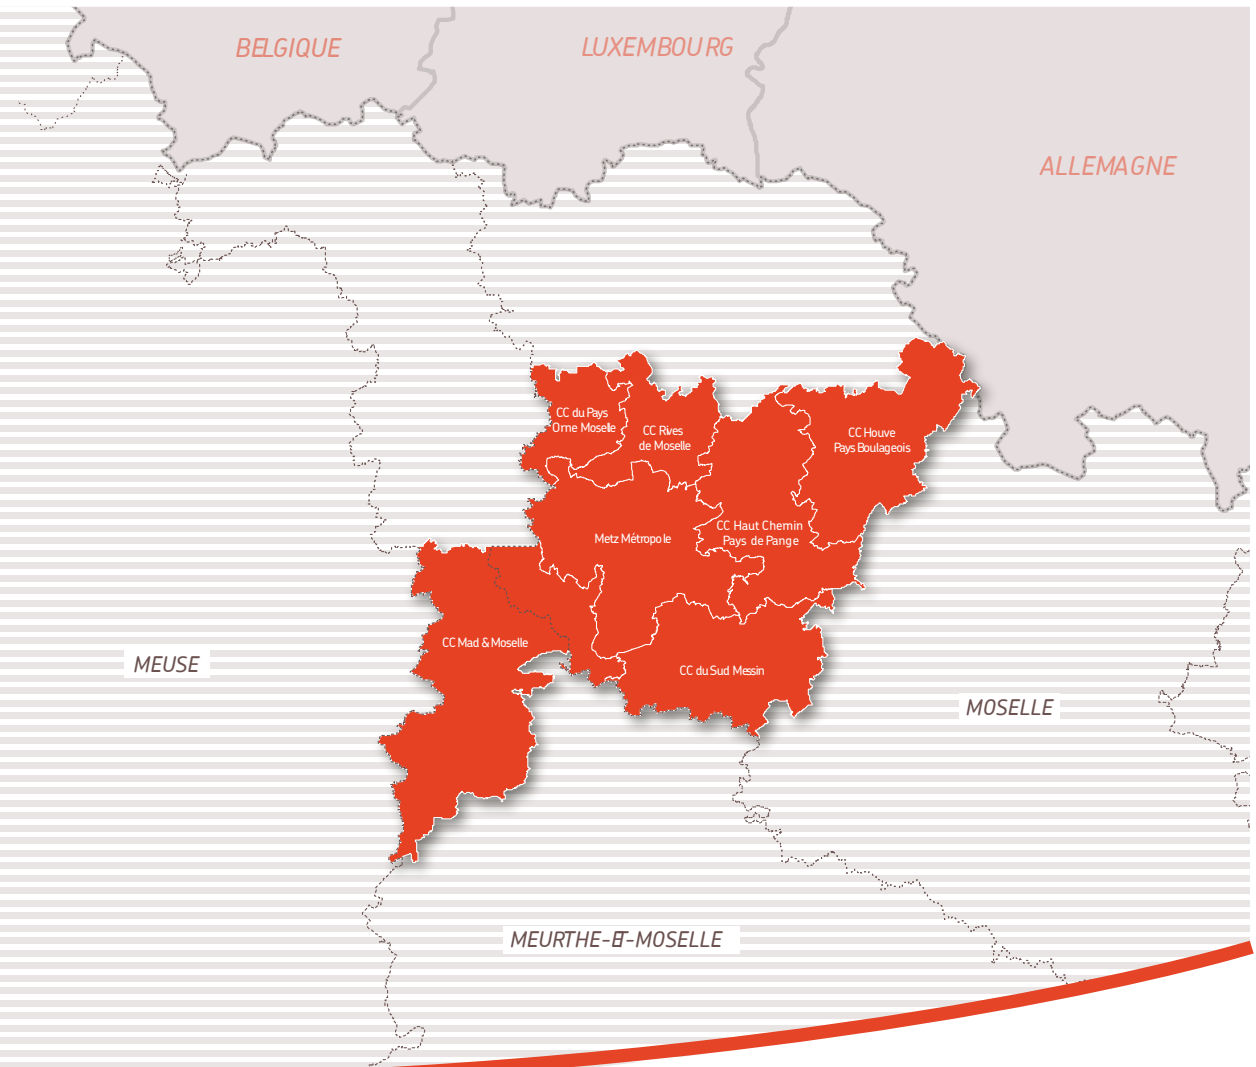 BELGIQUE
LUXEMBOURG
ALLEMAGNE
CC du Pays
Orne Moselle
CC Rives
de Moselle
CC Houve
Pays Boulageois
CC Haut Chemin
Pays de Pange
Metz Métropole
CC Mad & Moselle
CC du Sud Messin
MEUSE
MOSELLE
MEURTHE-ET-MOSELLE